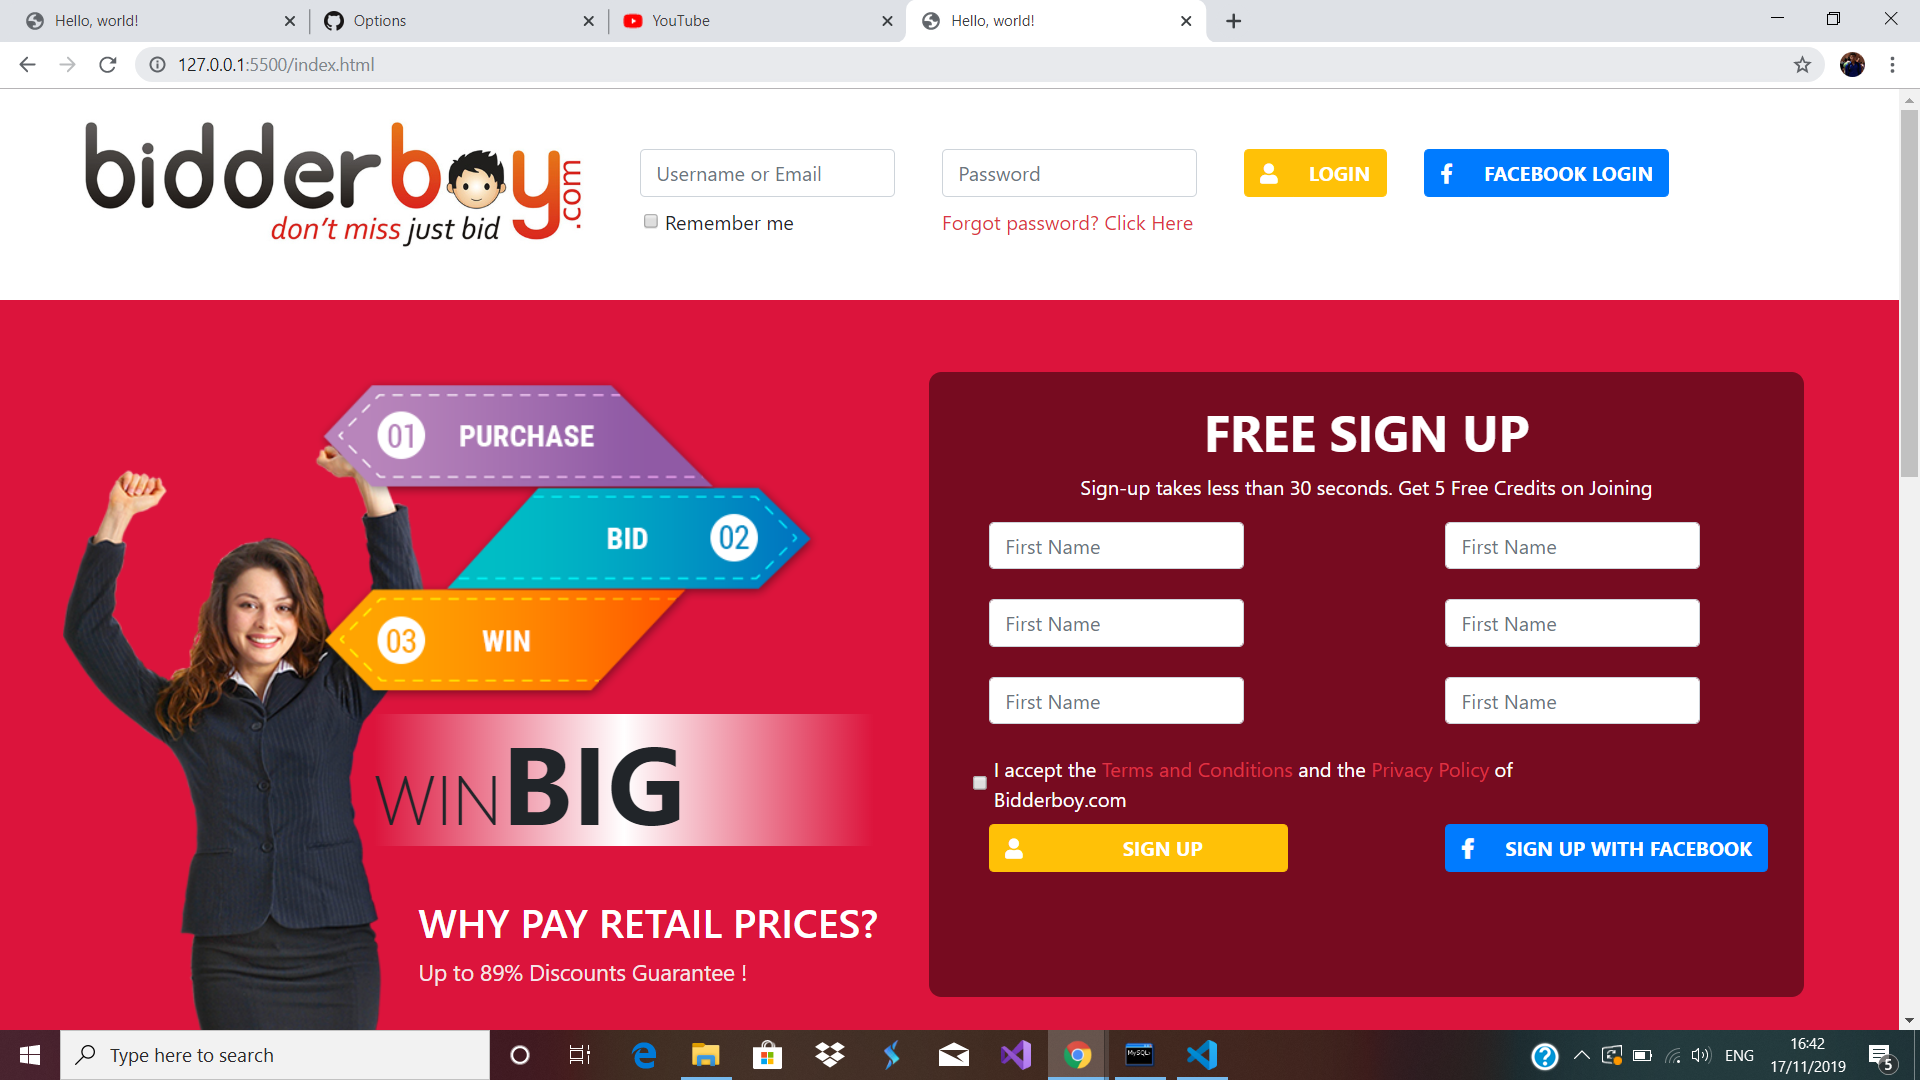 Hello, world!
Options
YouTube
Hello, world!
127.0.0.1:5500/index.html
bidderboy.com
don't miss just bid
Username or Email
Password
LOGIN
FACEBOOK LOGIN
Remember me
Forgot password? Click Here
01 PURCHASE
BID 02
03 WIN
WIN BIG
WHY PAY RETAIL PRICES?
Up to 89% Discounts Guarantee !
FREE SIGN UP
Sign-up takes less than 30 seconds. Get 5 Free Credits on Joining
First Name
First Name
First Name
First Name
First Name
First Name
I accept the Terms and Conditions and the Privacy Policy of
Bidderboy.com
SIGN UP
SIGN UP WITH FACEBOOK
Type here to search
MySQL
ENG
16:42
17/11/2019
5